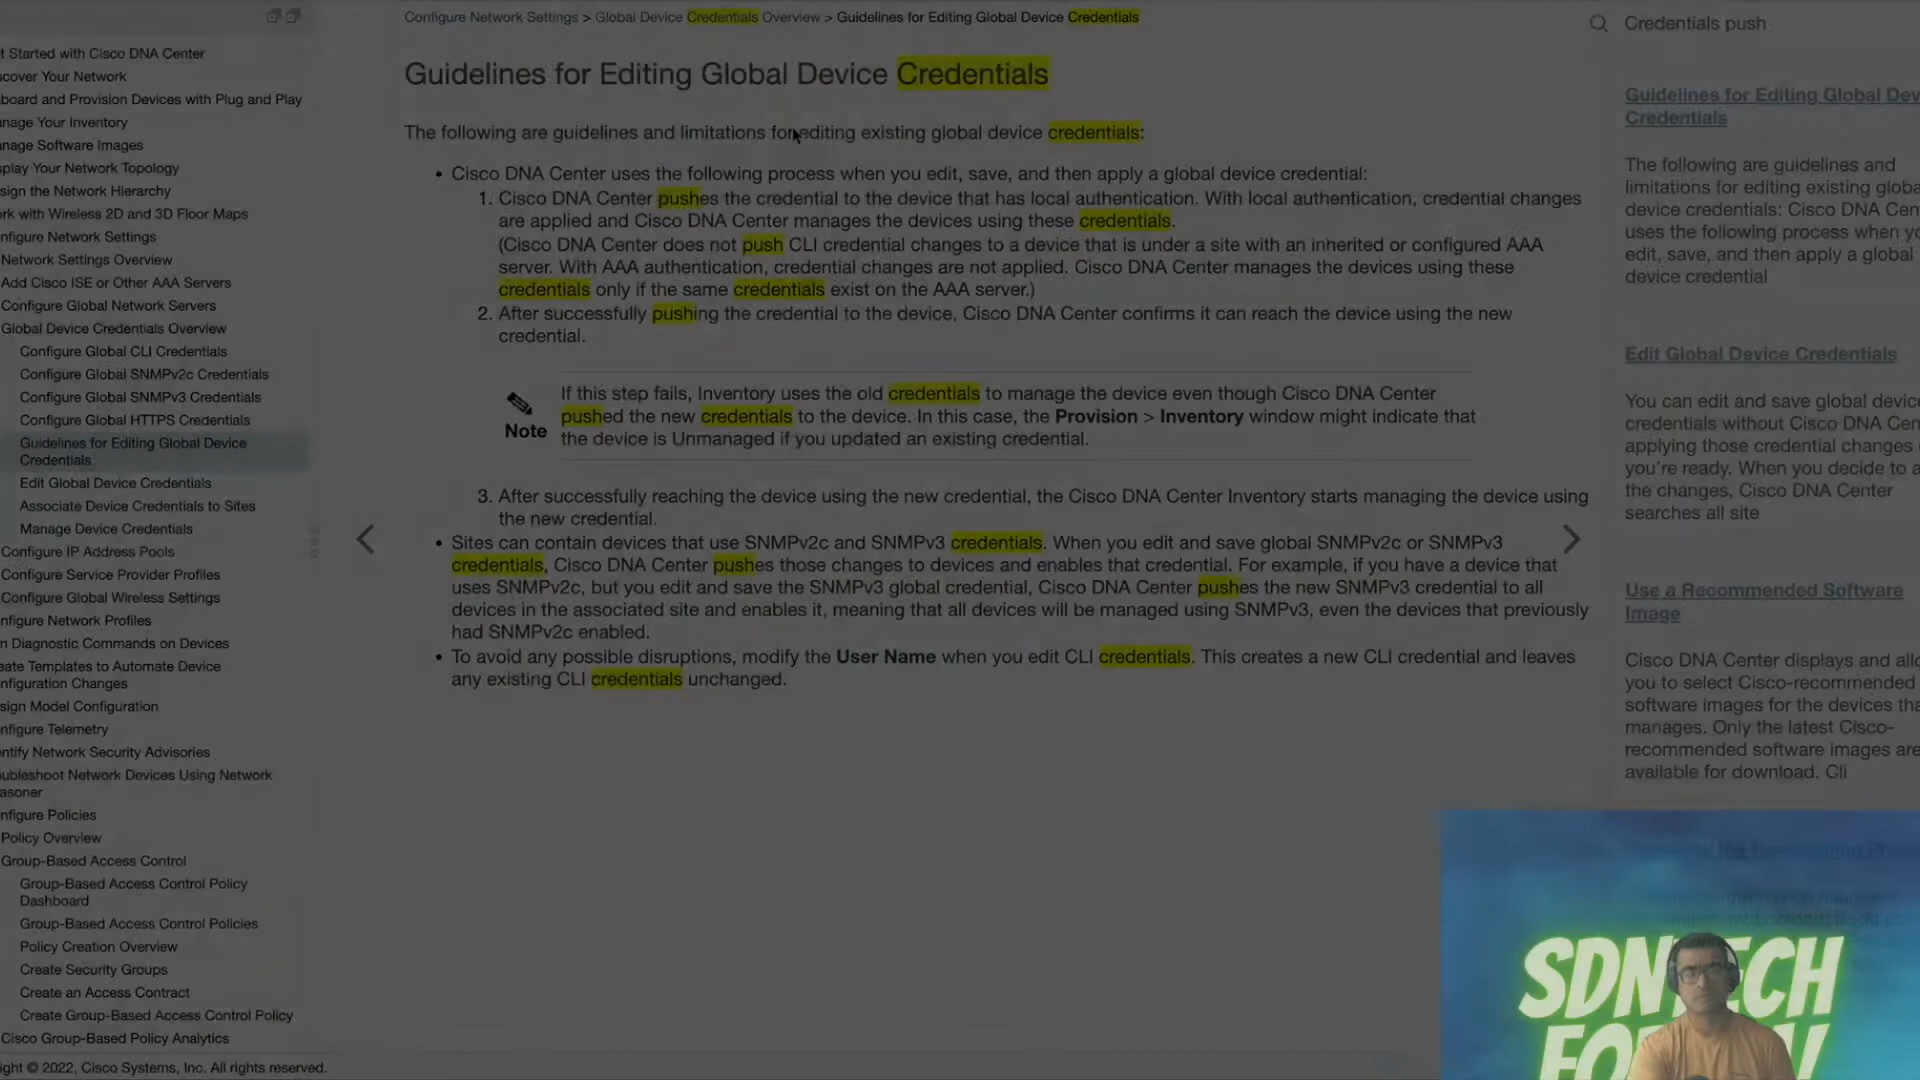 t Started with Cisco DNA Center
scover Your Network
board and Provision Devices with Plug and Play
nage Your Inventory
nage Software Images
splay Your Network Topology
sign the Network Hierarchy
rk with Wireless 2D and 3D Floor Maps
nfigure Network Settings
Network Settings Overview
Add Cisco ISE or Other AAA Servers
Configure Global Network Servers
Global Device Credentials Overview
Configure Global CLI Credentials
Configure Global SNMPv2c Credentials
Configure Global SNMPv3 Credentials
Configure Global HTTPS Credentials
Guidelines for Editing Global Device
Credentials
Edit Global Device Credentials
Associate Device Credentials to Sites
Manage Device Credentials
Configure IP Address Pools
Configure Service Provider Profiles
Configure Global Wireless Settings
nfigure Network Profiles
n Diagnostic Commands on Devices
eate Templates to Automate Device
nfiguration Changes
sign Model Configuration
nfigure Telemetry
entify Network Security Advisories
oubleshoot Network Devices Using Network
asoner
nfigure Policies
Policy Overview
Group-Based Access Control
Group-Based Access Control Policy
Dashboard
Group-Based Access Control Policies
Policy Creation Overview
Create Security Groups
Create an Access Contract
Create Group-Based Access Control Policy
Cisco Group-Based Policy Analytics
ight © 2022, Cisco Systems, Inc. All rights reserved.
Configure Network Settings > Global Device Credentials Overview > Guidelines for Editing Global Device Credentials
Guidelines for Editing Global Device Credentials
The following are guidelines and limitations for editing existing global device credentials:
• Cisco DNA Center uses the following process when you edit, save, and then apply a global device credential:
1. Cisco DNA Center pushes the credential to the device that has local authentication. With local authentication, credential changes
are applied and Cisco DNA Center manages the devices using these credentials.
(Cisco DNA Center does not push CLI credential changes to a device that is under a site with an inherited or configured AAA
server. With AAA authentication, credential changes are not applied. Cisco DNA Center manages the devices using these
credentials only if the same credentials exist on the AAA server.)
2. After successfully pushing the credential to the device, Cisco DNA Center confirms it can reach the device using the new
credential.
Note
If this step fails, Inventory uses the old credentials to manage the device even though Cisco DNA Center
pushed the new credentials to the device. In this case, the Provision > Inventory window might indicate that
the device is Unmanaged if you updated an existing credential.
3. After successfully reaching the device using the new credential, the Cisco DNA Center Inventory starts managing the device using
the new credential.
• Sites can contain devices that use SNMPv2c and SNMPv3 credentials. When you edit and save global SNMPv2c or SNMPv3
credentials, Cisco DNA Center pushes those changes to devices and enables that credential. For example, if you have a device that
uses SNMPv2c, but you edit and save the SNMPv3 global credential, Cisco DNA Center pushes the new SNMPv3 credential to all
devices in the associated site and enables it, meaning that all devices will be managed using SNMPv3, even the devices that previously
had SNMPv2c enabled.
• To avoid any possible disruptions, modify the User Name when you edit CLI credentials. This creates a new CLI credential and leaves
any existing CLI credentials unchanged.
Credentials push
Guidelines for Editing Global Dev
Credentials
The following are guidelines and
limitations for editing existing globa
device credentials: Cisco DNA Cen
uses the following process when yo
edit, save, and then apply a global
device credential
Edit Global Device Credentials
You can edit and save global device
credentials without Cisco DNA Cen
applying those credential changes
you're ready. When you decide to a
the changes, Cisco DNA Center
searches all site
Use a Recommended Software
Image
Cisco DNA Center displays and allo
you to select Cisco-recommended
software images for the devices tha
manages. Only the latest Cisco-
recommended software images are
available for download. Cli